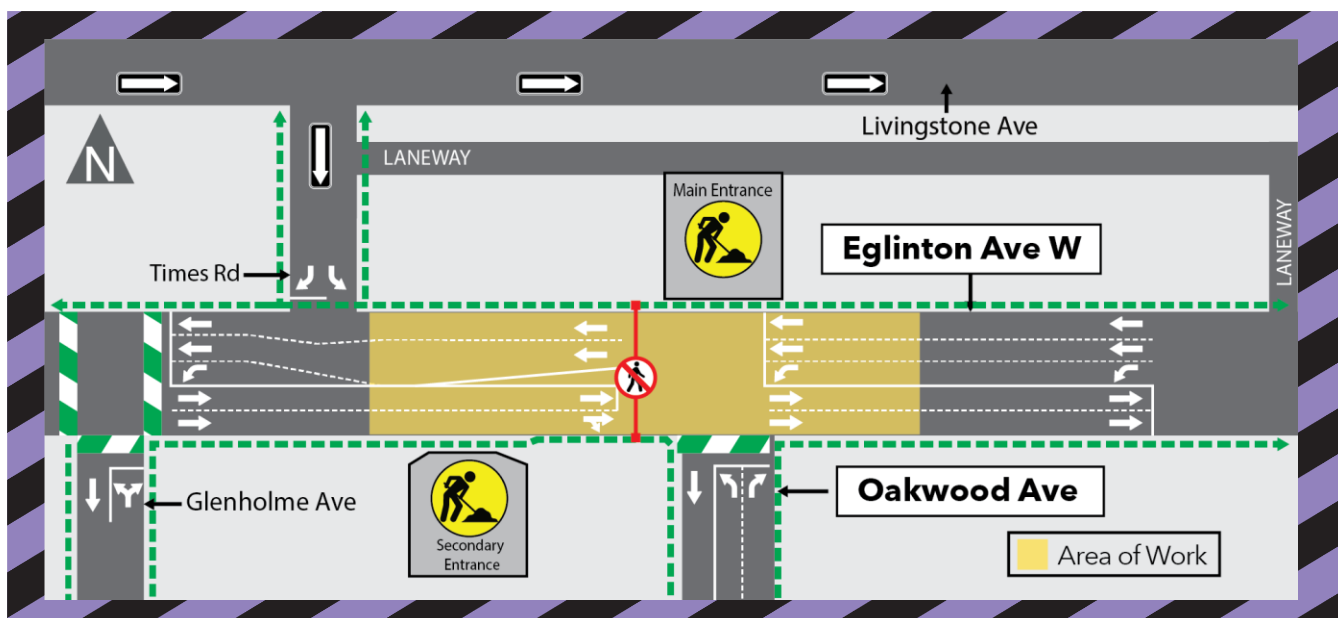 Livingstone Ave
N
LANEWAY
Main Entrance
Eglinton Ave W
LANEWAY
Times Rd
Glenholme Ave
Secondary
Entrance
Oakwood Ave
Area of Work